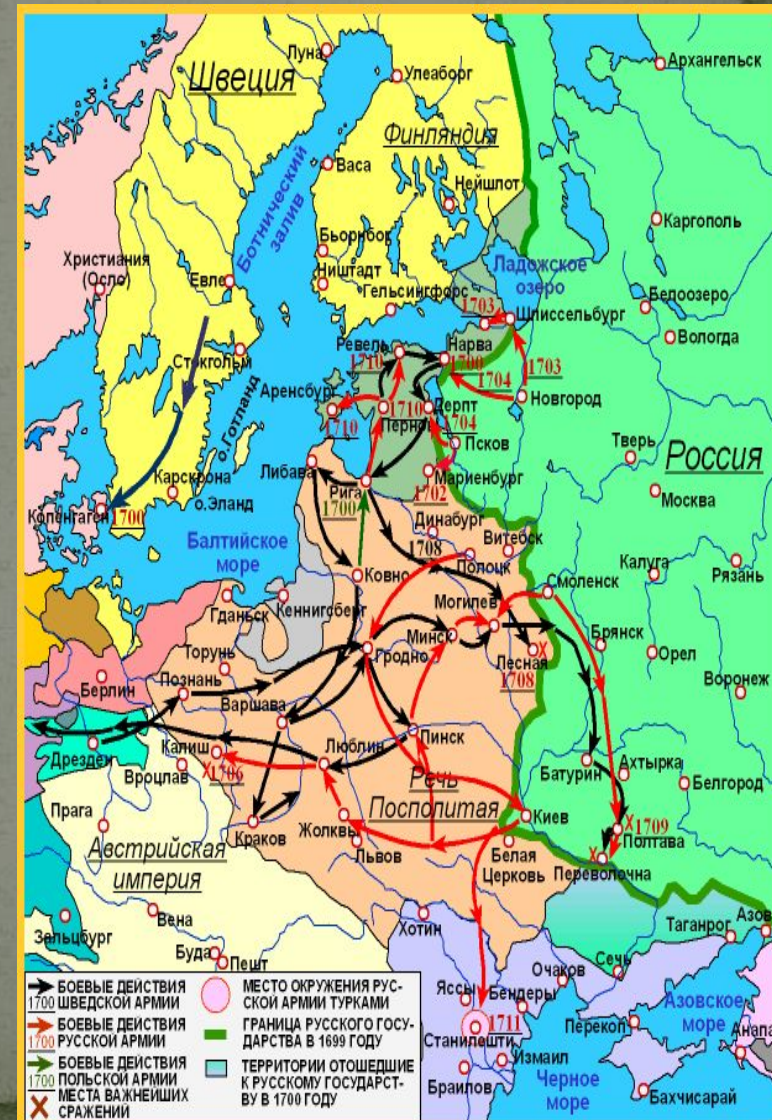 Луна
Архангельск
Швеция
Улеаборг
Финляндия
Васа
Нейшлот
Ботнический
залив
Каргополь
Христиания
(Осло)
Бьорнборг
Ништадт
Евле
Гельсингфорс
Ладожское
озеро
Белоозеро
1703
Шлиссельбург
Вологда
Стокгольм
Ревель
1710
Нарва
1700
1703
1704
Новгород
Аренсбург
1710
1710
Пернов
Дерпт
1704
Псков
о.Готланд
Тверь
Россия
Либава
Мариенбург
1702
Москва
Карскрона
о.Эланд
Копенгаген
1700
Рига
1700
Динабург
1708
Витебск
Полоцк
Балтийское
море
Ковно
Калуга
Рязань
Смоленск
Кеннигсберг
Гданьск
Могилев
Минск
Брянск
Орел
Торунь
Гродно
Лесная
1708
Воронеж
Берлин
Познань
Варшава
Пинск
Дрезден
Калиш
1706
Люблин
Батурин
Ахтырка
Белгород
Вроцлав
Речь
Посполитая
Прага
Киев
1709
Полтава
Краков
Жолквы
Львов
Белая
Церковь
Переволочна
Австрийская
империя
Вена
Зальцбург
Хотин
Таганрог
Азов
Буда
Пешт
Сечь
Очаков
Яссы
Бендеры
Азовское
море
1711
Станилешти
Перекоп
Анапа
Измаил
Браилов
Черное
море
Бахчисарай
БОЕВЫЕ ДЕЙСТВИЯ
1700 ШВЕДСКОЙ АРМИИ
БОЕВЫЕ ДЕЙСТВИЯ
1700 РУССКОЙ АРМИИ
БОЕВЫЕ ДЕЙСТВИЯ
1700 ПОЛЬСКОЙ АРМИИ
МЕСТА ВАЖНЕЙШИХ
СРАЖЕНИЙ
МЕСТО ОКРУЖЕНИЯ РУС-
СКОЙ АРМИИ ТУРКАМИ
ГРАНИЦА РУССКОГО ГОСУ-
ДАРСТВА В 1699 ГОДУ
ТЕРРИТОРИИ ОТОШЕДШИЕ
К РУССКОМУ ГОСУДАРСТ-
ВУ В 1700 ГОДУ